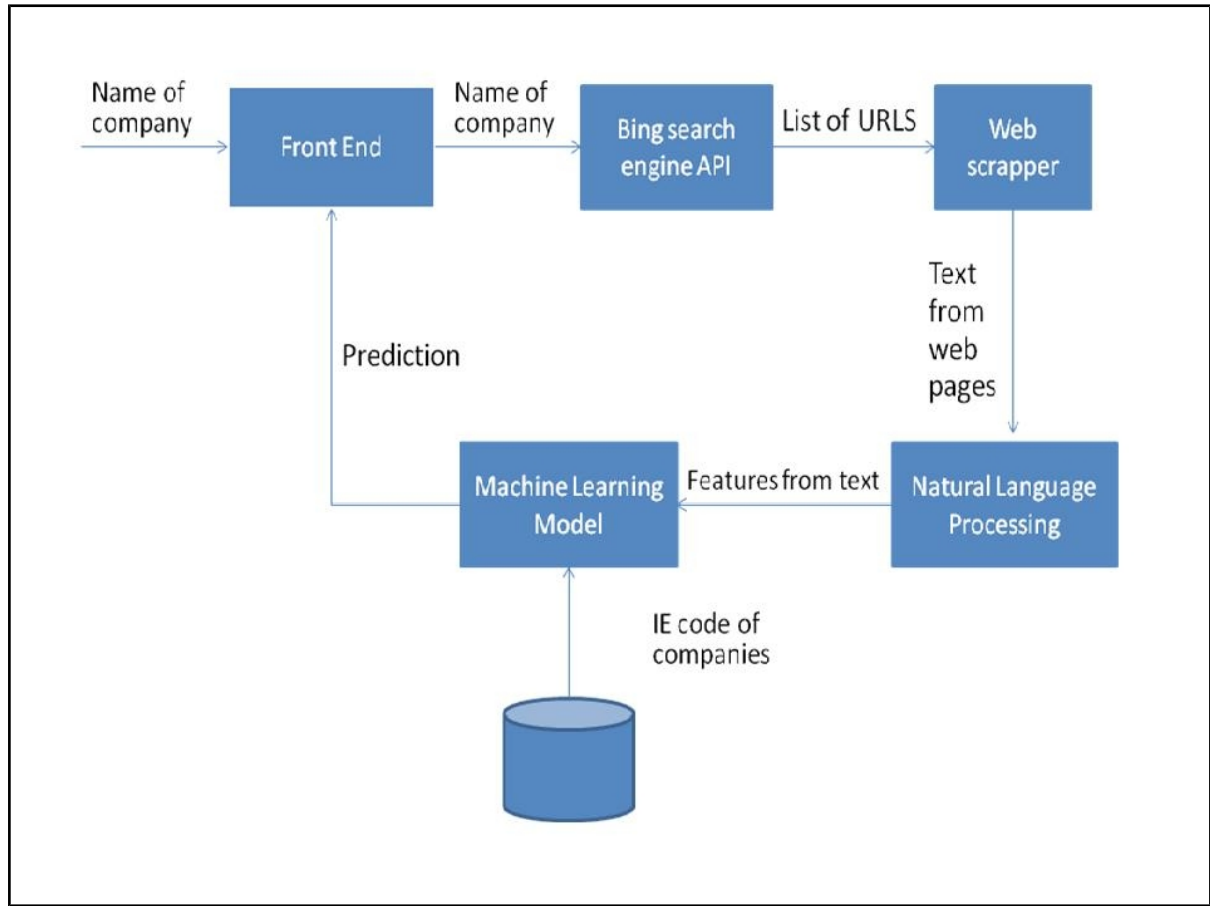 Name of
company
Front End
Name of
company
Bing search
engine API
List of URLS
Web
scrapper
Text
from
web
pages
Prediction
Machine Learning
Model
Features from text
Natural Language
Processing
IE code of
companies